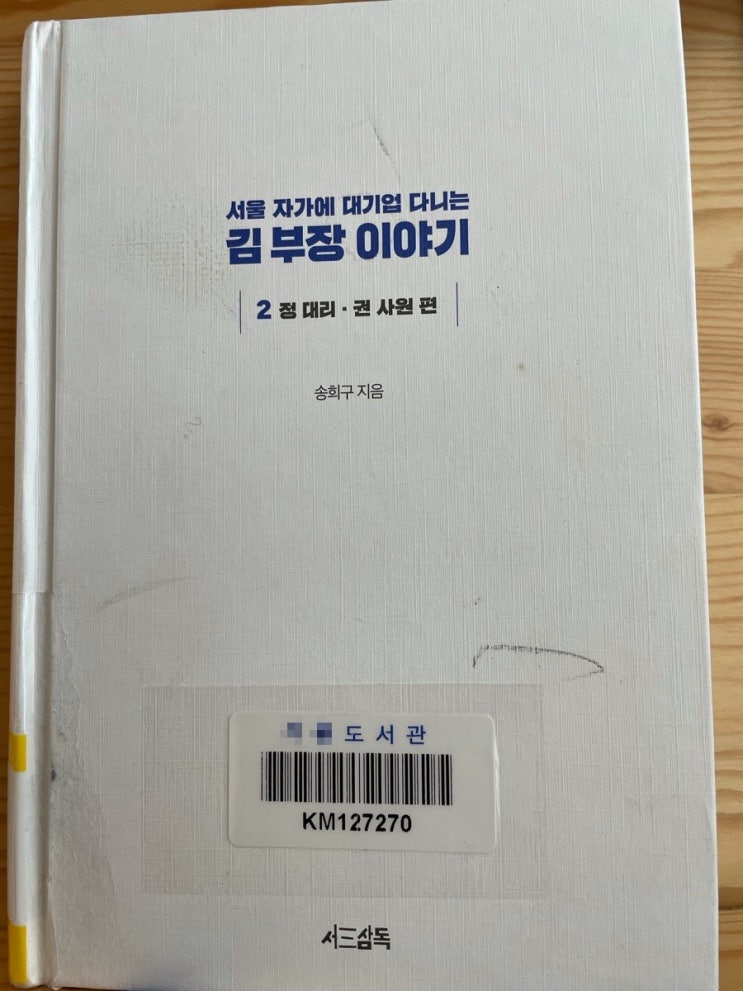 서울 자가에 대기업 다니는
김 부장 이야기
2 정 대리 · 권 사원 편
송희구 지음
도서관
KM127270
서삼독